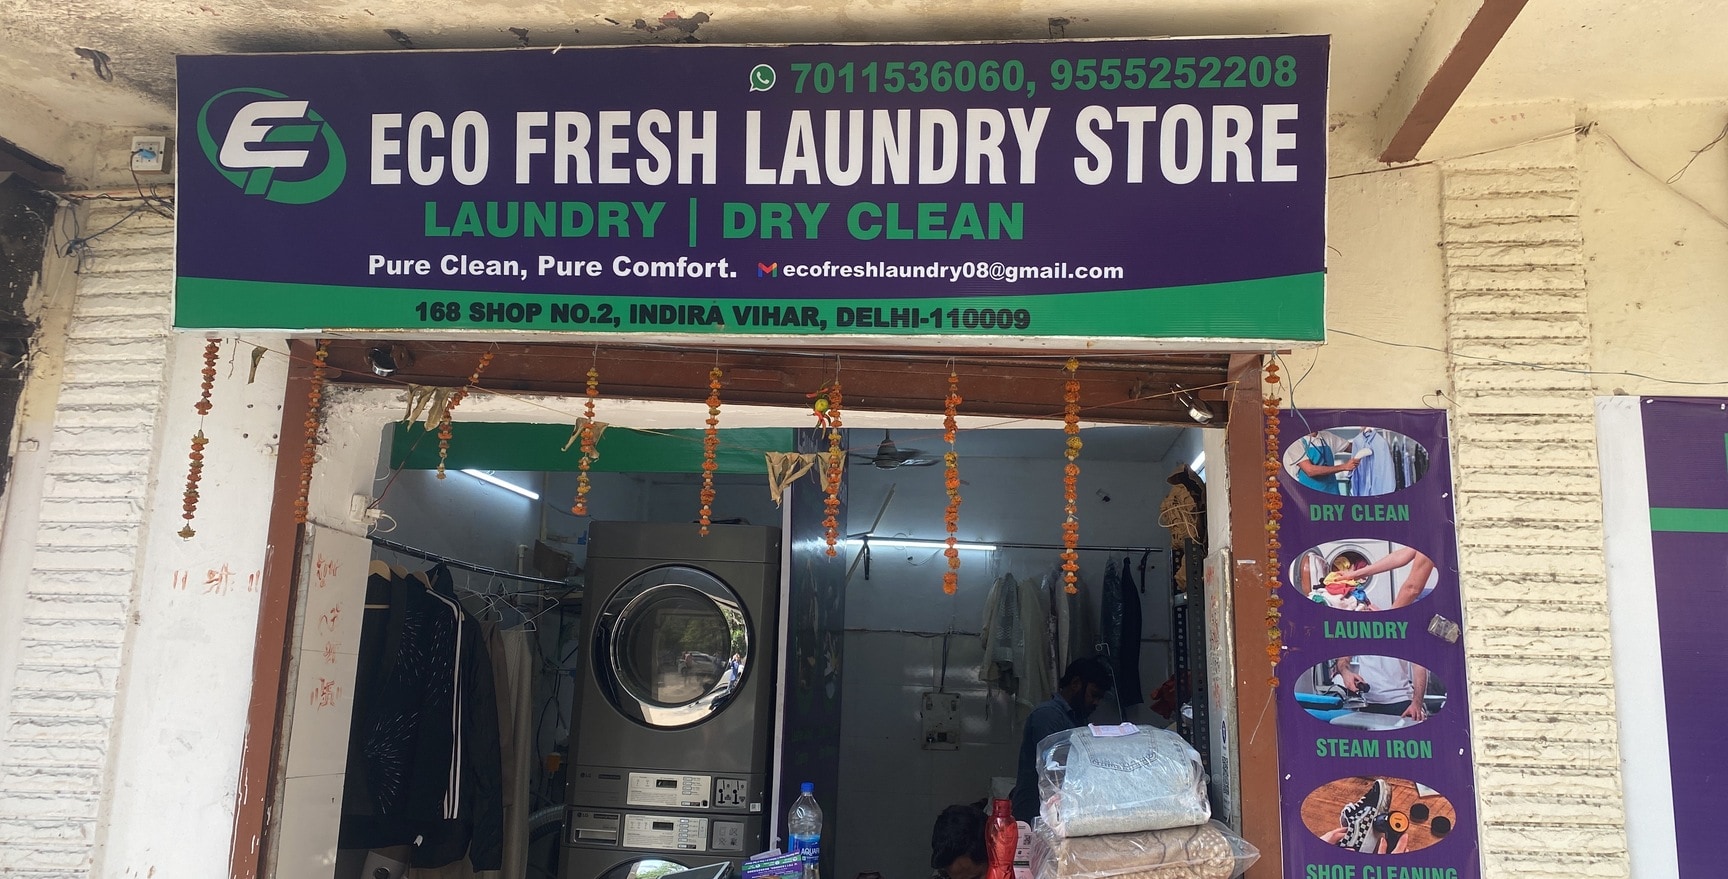 7011536060, 9555252208
EF
ECO FRESH LAUNDRY STORE
LAUNDRY | DRY CLEAN
Pure Clean, Pure Comfort. ecofreshlaundry08@gmail.com
168 SHOP NO.2, INDIRA VIHAR, DELHI-110009
DRY CLEAN
LAUNDRY
STEAM IRON
SHOE CLEANING
LG